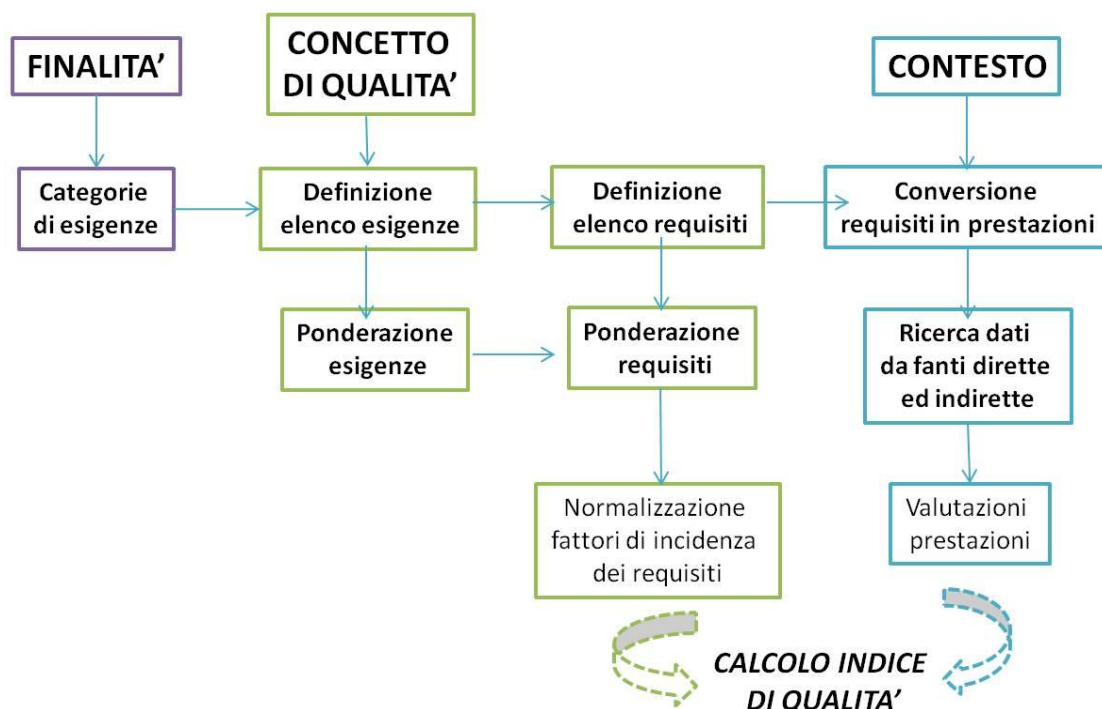 FINALITA'
CONCETTO
DI QUALITA'
CONTESTO
Categorie
di esigenze
Definizione
elenco esigenze
Definizione
elenco requisiti
Conversione
requisiti in prestazioni
Ponderazione
esigenze
Ponderazione
requisiti
Ricerca dati
da fanti dirette
ed indirette
Normalizzazione
fattori di incidenza
dei requisiti
Valutazioni
prestazioni
CALCOLO INDICE
DI QUALITA'